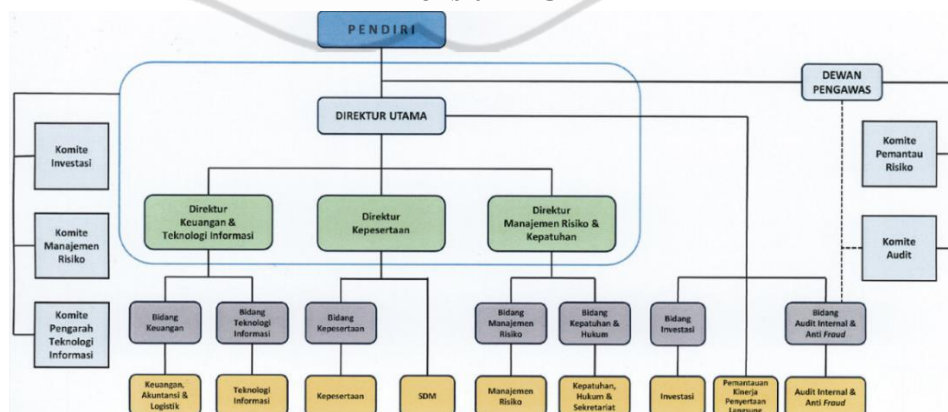 PENDIRI
DEWAN
PENGAWAS
DIREKTUR UTAMA
Komite
Investasi
Komite
Pemantau
Risiko
Direktur
Keuangan &
Teknologi Informasi
Direktur
Kepesertaan
Direktur
Manajemen Risiko &
Kepatuhan
Komite
Manajemen
Risiko
Komite
Audit
Komite
Pengarah
Teknologi
Informasi
Bidang
Keuangan
Bidang
Teknologi
Informasi
Bidang
Kepesertaan
Bidang
Manajemen
Risiko
Bidang
Kepatuhan &
Hukum
Bidang
Investasi
Bidang
Audit Internal &
Anti Fraud
Keuangan,
Akuntansi &
Logistik
Teknologi
Informasi
Kepesertaan
SDM
Manajemen
Risiko
Kepatuhan,
Hukum &
Sekretariat
Investasi
Pemantauan
Kinerja
Penyertaan
Langsung
Audit Internal &
Anti Fraud